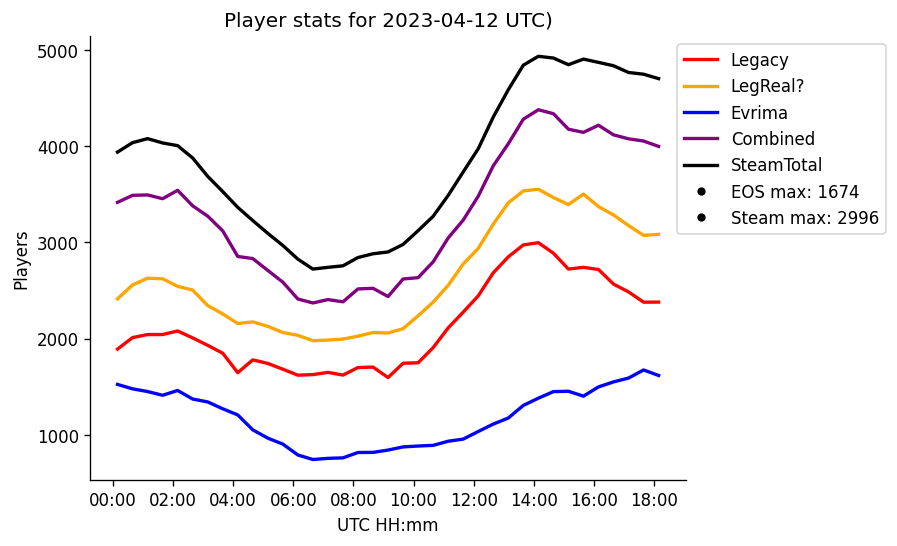 Player stats for 2023-04-12 UTC)
5000
4000
3000
2000
1000
Players
00:00 02:00 04:00 06:00 08:00 10:00 12:00 14:00 16:00 18:00
UTC HH:mm
Legacy
LegReal?
Evrima
Combined
SteamTotal
EOS max: 1674
Steam max: 2996